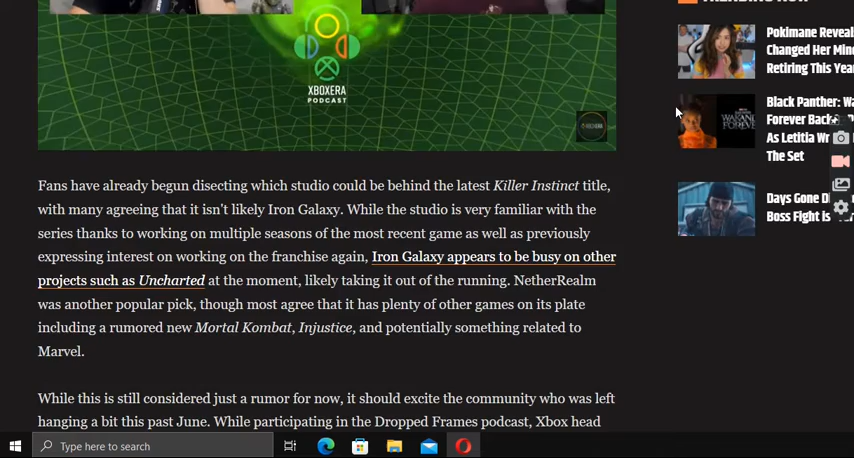 XBOXERA
PODCAST
Fans have already begun disecting which studio could be behind the latest Killer Instinct title,
with many agreeing that it isn't likely Iron Galaxy. While the studio is very familiar with the
series thanks to working on multiple seasons of the most recent game as well as previously
expressing interest on working on the franchise again, Iron Galaxy appears to be busy on other
projects such as Uncharted at the moment, likely taking it out of the running. NetherRealm
was another popular pick, though most agree that it has plenty of other games on its plate
including a rumored new Mortal Kombat, Injustice, and potentially something related to
Marvel.
While this is still considered just a rumor for now, it should excite the community who was left
hanging a bit this past June. While participating in the Dropped Frames podcast, Xbox head
Pokimane Reveal
Changed Her Min
Retiring This Yea
Black Panther: Wa
Forever Back
As Letitia Wr
The Set
WAKANDA
FOREVER
Days Gone D
Boss Fight is
Type here to search